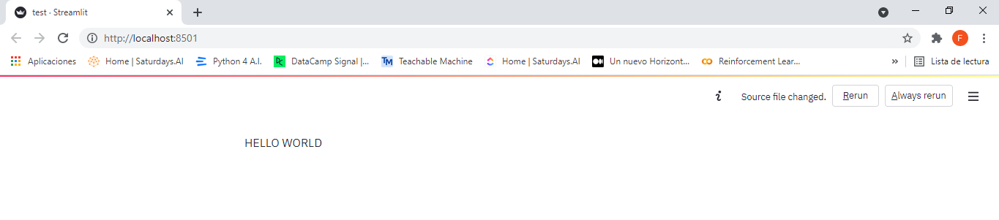 test · Streamlit
http://localhost:8501
F
Aplicaciones Home | Saturdays.AI Python 4 A.I. DataCamp Signal |... Teachable Machine Home | Saturdays.AI Un nuevo Horizont... Reinforcement Lear... » Lista de lectura
Source file changed. Rerun Always rerun
HELLO WORLD